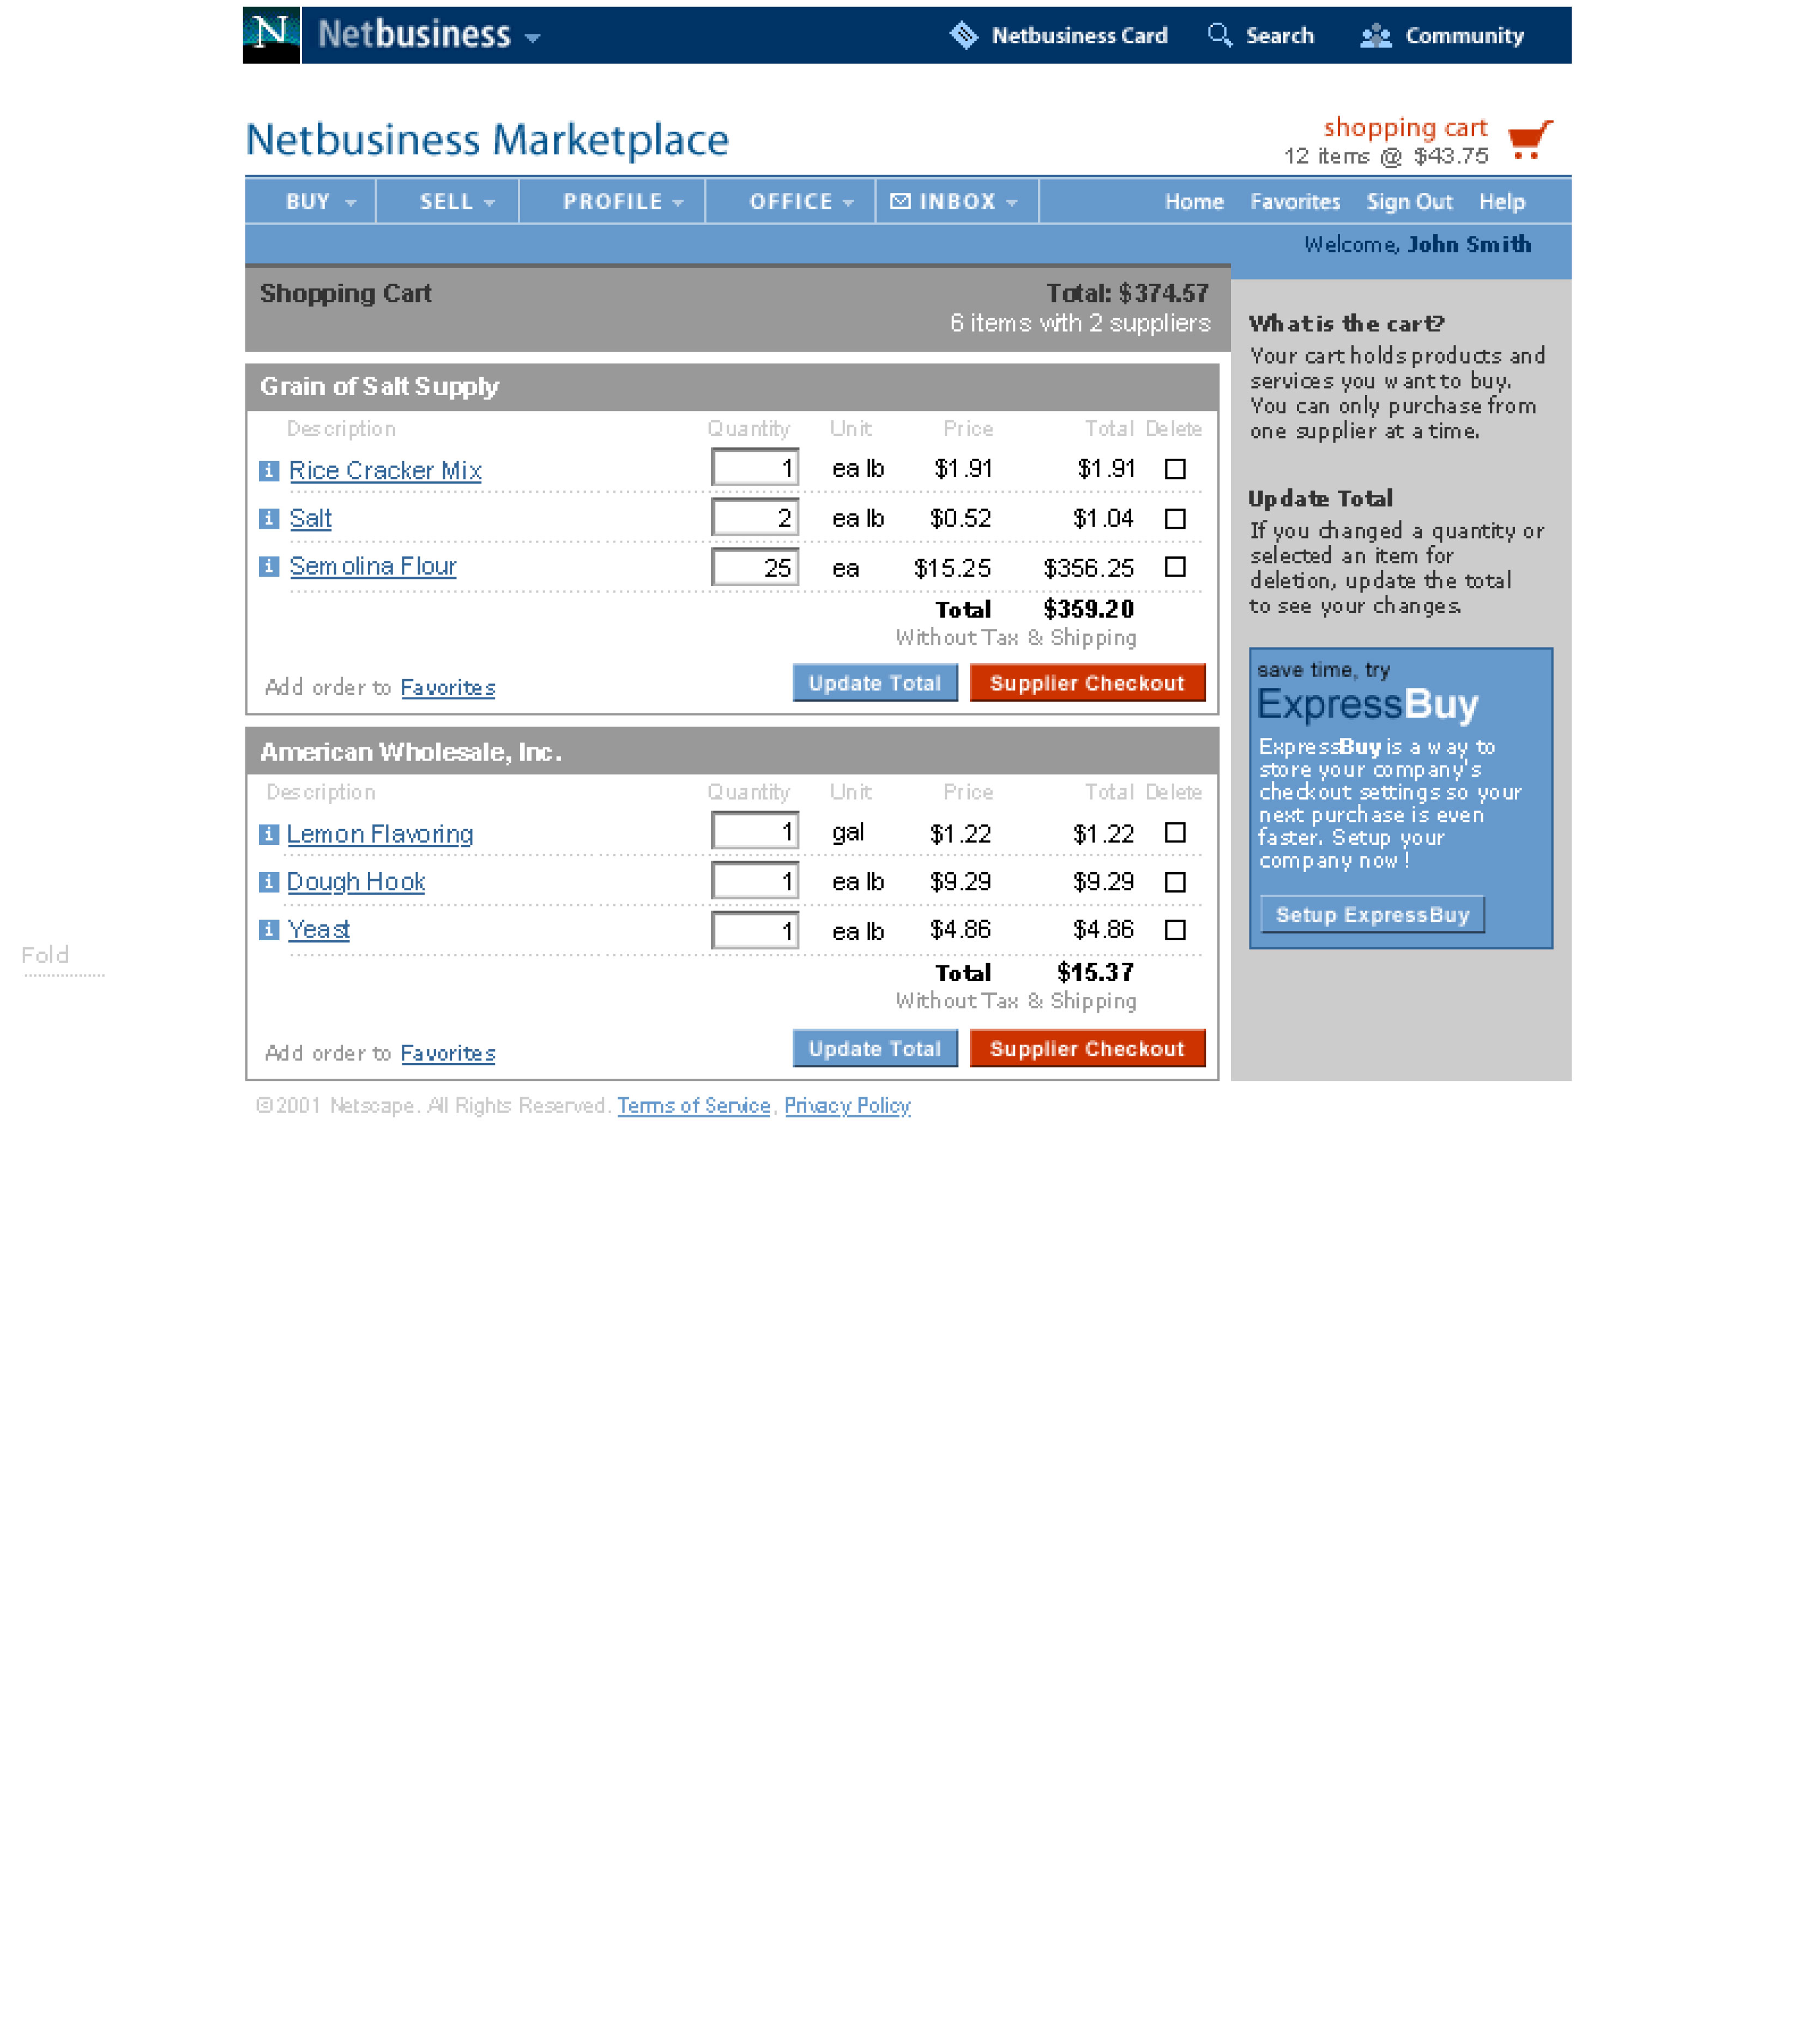 N Netbusiness Netbusiness Card Search Community
Netbusiness Marketplace
shopping cart
12 items @ $43.75
BUY SELL PROFILE OFFICE INBOX Home Favorites Sign Out Help
Welcome, John Smith
Shopping Cart Total: $374.57
6 items with 2 suppliers
Grain of Salt Supply
Description Quantity Unit Price Total Delete
i Rice Cracker Mix 1 ea lb $1.91 $1.91
i Salt 2 ea lb $0.52 $1.04
i Semolina Flour 25 ea $15.25 $356.25
Total $359.20
Without Tax & Shipping
Add order to Favorites Update Total Supplier Checkout
American Wholesale, Inc.
Description Quantity Unit Price Total Delete
i Lemon Flavoring 1 gal $1.22 $1.22
i Dough Hook 1 ea lb $9.29 $9.29
i Yeast 1 ea lb $4.86 $4.86
Total $15.37
Without Tax & Shipping
Add order to Favorites Update Total Supplier Checkout
What is the cart?
Your cart holds products and
services you want to buy.
You can only purchase from
one supplier at a time.
Update Total
If you changed a quantity or
selected an item for
deletion, update the total
to see your changes.
save time, try
ExpressBuy
ExpressBuy is a way to
store your company's
checkout settings so your
next purchase is even
faster. Setup your
company now!
Setup ExpressBuy
Fold
©2001 Netscape. All Rights Reserved. Terms of Service, Privacy Policy